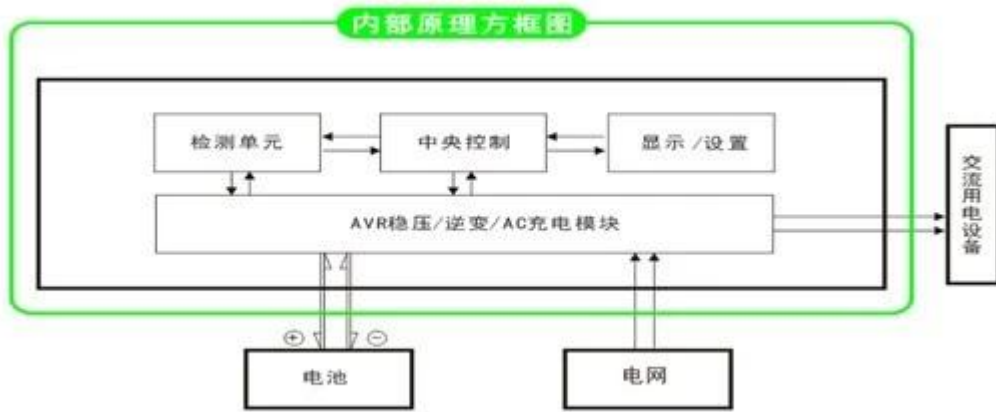 内部原理方框图
检测单元
中央控制
显示/设置
AVR稳压/逆变/AC充电模块
交流用电设备
+
−
电池
电网